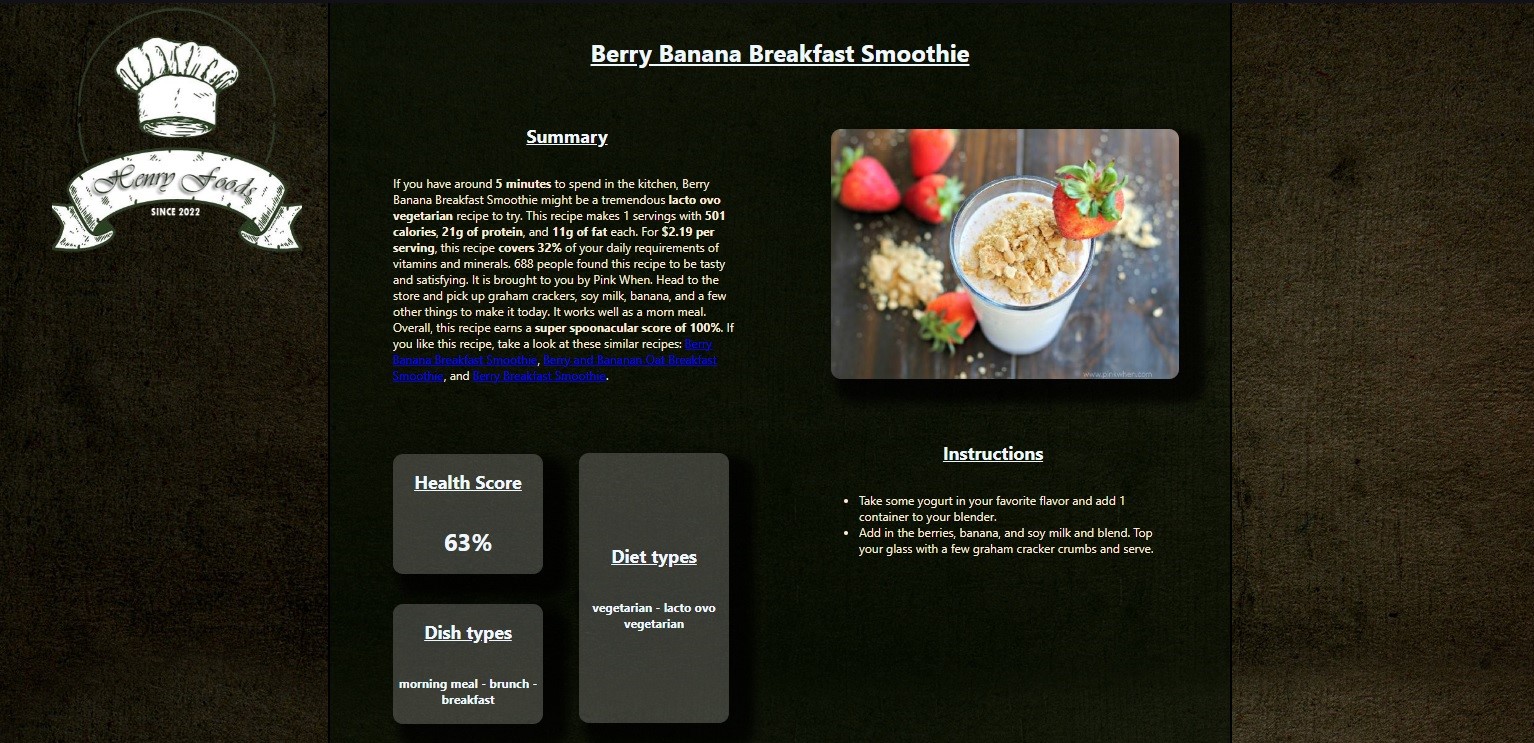 Henry Foods
SINCE 2022
Berry Banana Breakfast Smoothie
Summary
If you have around 5 minutes to spend in the kitchen, Berry
Banana Breakfast Smoothie might be a tremendous lacto ovo
vegetarian recipe to try. This recipe makes 1 servings with 501
calories, 21g of protein, and 11g of fat each. For $2.19 per
serving, this recipe covers 32% of your daily requirements of
vitamins and minerals. 688 people found this recipe to be tasty
and satisfying. It is brought to you by Pink When. Head to the
store and pick up graham crackers, soy milk, banana, and a few
other things to make it today. It works well as a morn meal.
Overall, this recipe earns a super spoonacular score of 100%. If
you like this recipe, take a look at these similar recipes: Berry
Banana Breakfast Smoothie, Berry and Bananan Oat Breakfast
Smoothie, and Berry Breakfast Smoothie.
www.pinkwhen.com
Health Score
63%
Dish types
morning meal - brunch -
breakfast
Diet types
vegetarian - lacto ovo
vegetarian
Instructions
• Take some yogurt in your favorite flavor and add 1
container to your blender.
• Add in the berries, banana, and soy milk and blend. Top
your glass with a few graham cracker crumbs and serve.